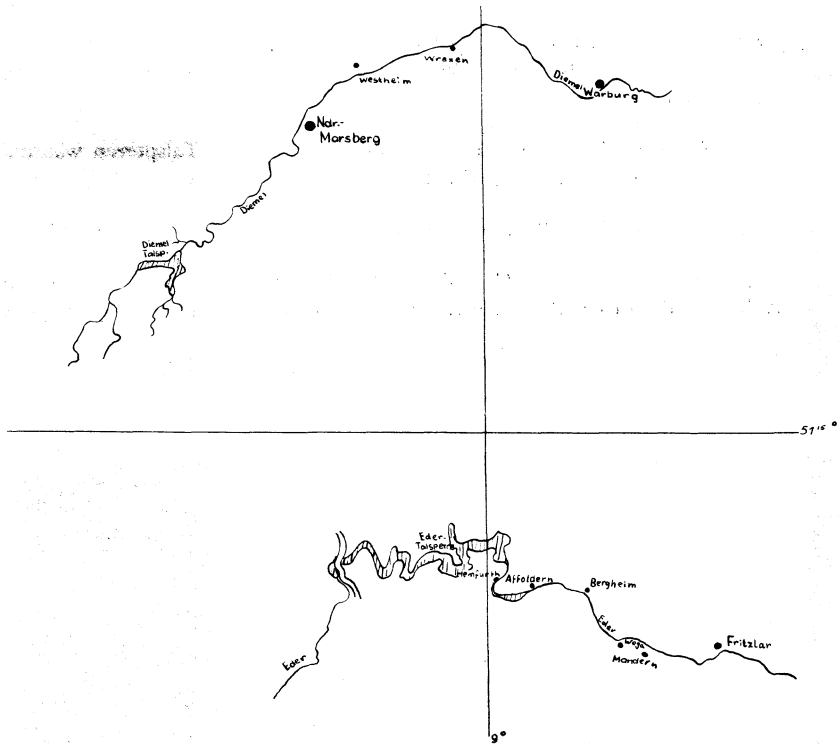 Wrexen
Westheim
Diemel
Warburg
Ndr.-
Marsberg
Diemel
Diemel
Talsp.
51¹⁵ °
Eder-
Talsperre
Hemfurth
Affoldern
Bergheim
Eder
Wega
Mandern
Fritzlar
Eder
9°